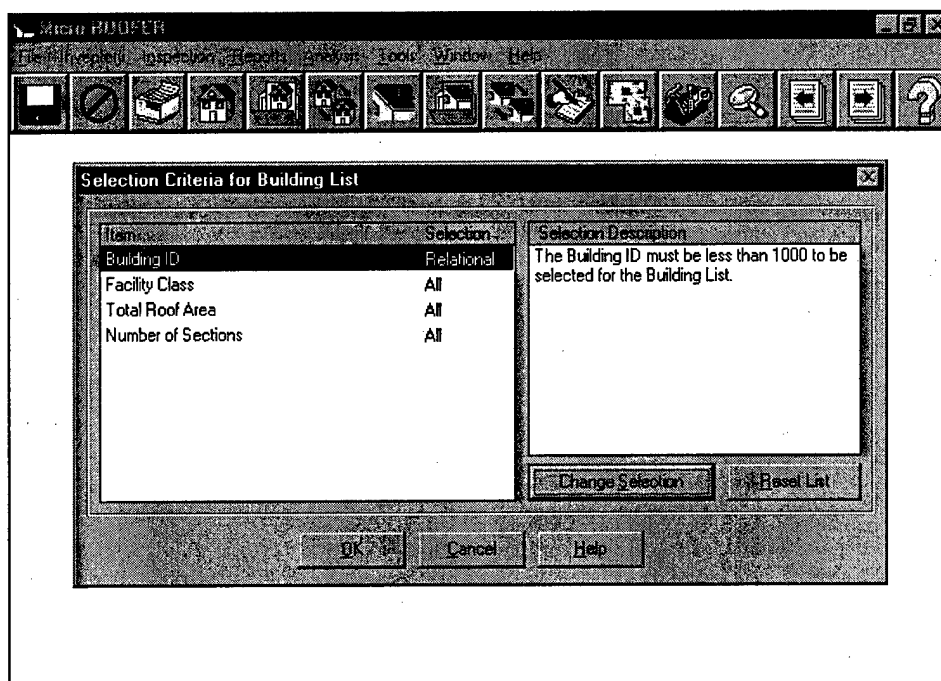 Micro ROOFER
File Inventory Inspection Reports Analysis Tools Window Help
Selection Criteria for Building List
Item Selection
Building ID Relational
Facility Class All
Total Roof Area All
Number of Sections All
Selection Description
The Building ID must be less than 1000 to be
selected for the Building List.
Change Selection Reset List
OK Cancel Help